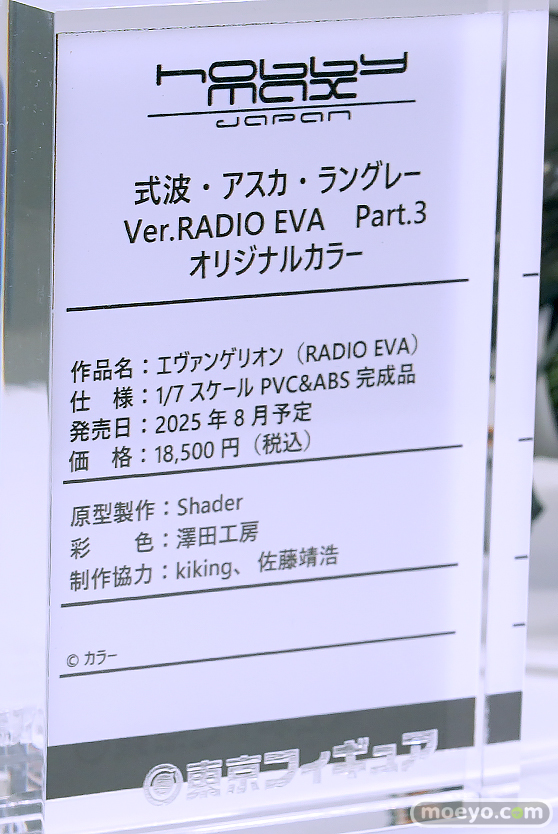 hobby
max
JAPAN
式波・アスカ・ラングレー
Ver.RADIO EVA Part.3
オリジナルカラー
作品名：エヴァンゲリオン（RADIO EVA）
仕 様：1/7 スケール PVC&ABS 完成品
発売日：2025 年 8 月予定
価 格：18,500 円（税込）
原型製作：Shader
彩 色：澤田工房
制作協力：kiking、佐藤靖浩
© カラー
東京フィギュア
moeyo.com